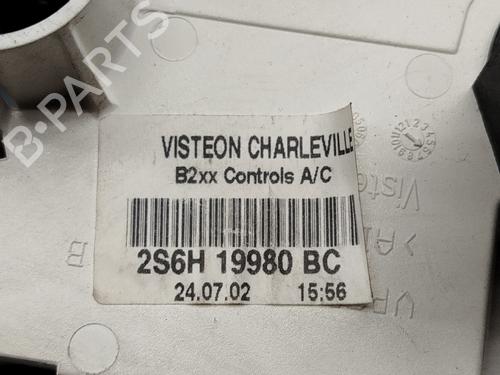 B-PARTS
VISTEON CHARLEVILLE
B2xx Controls A/C
2S6H 19980 BC
24.07.02 15:56
B